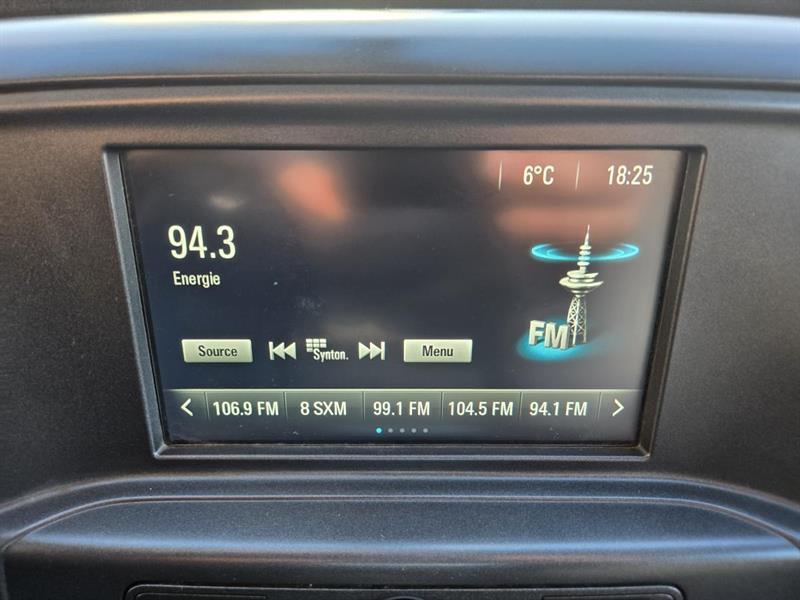 6°C 18:25
94.3
Energie
FM
Source Synton. Menu
106.9 FM 8 SXM 99.1 FM 104.5 FM 94.1 FM